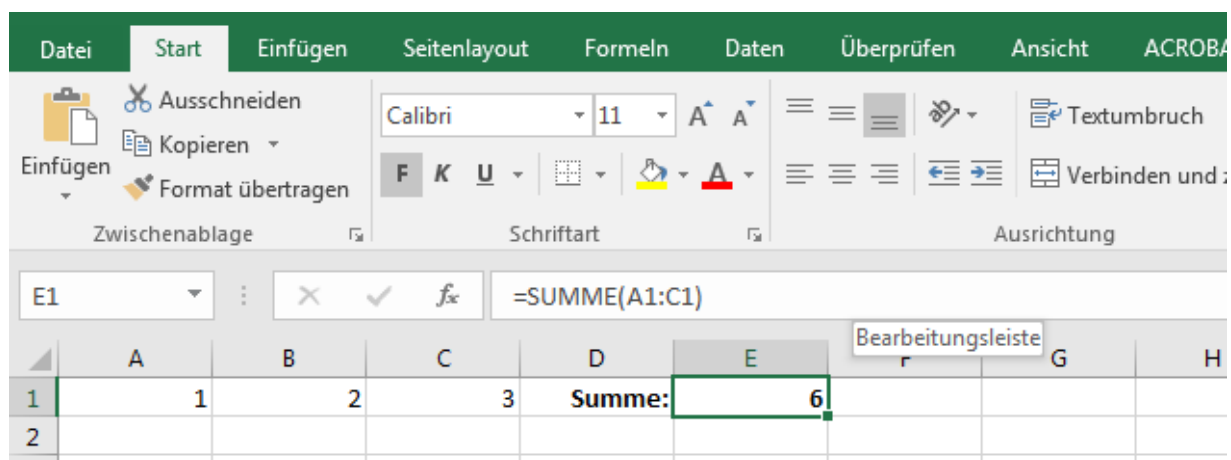 Datei Start Einfügen Seitenlayout Formeln Daten Überprüfen Ansicht ACROBA
Ausschneiden
Kopieren
Format übertragen
Einfügen
Zwischenablage
Calibri 11 A A
F K U A
Schriftart
Textumbruch
Verbinden und
Ausrichtung
E1 fx =SUMME(A1:C1)
Bearbeitungsleiste
A B C D E F G H
1 1 2 3 Summe: 6
2